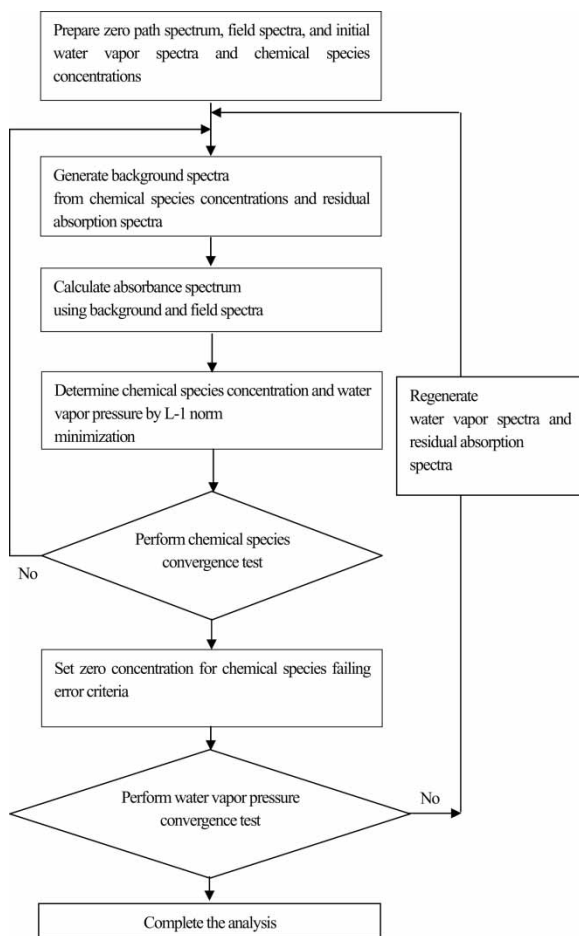 Prepare zero path spectrum, field spectra, and initial
water vapor spectra and chemical species
concentrations
Generate background spectra
from chemical species concentrations and residual
absorption spectra
Calculate absorbance spectrum
using background and field spectra
Determine chemical species concentration and water
vapor pressure by L-1 norm
minimization
Regenerate
water vapor spectra and
residual absorption
spectra
Perform chemical species
convergence test
No
Set zero concentration for chemical species failing
error criteria
Perform water vapor pressure
convergence test
No
Complete the analysis